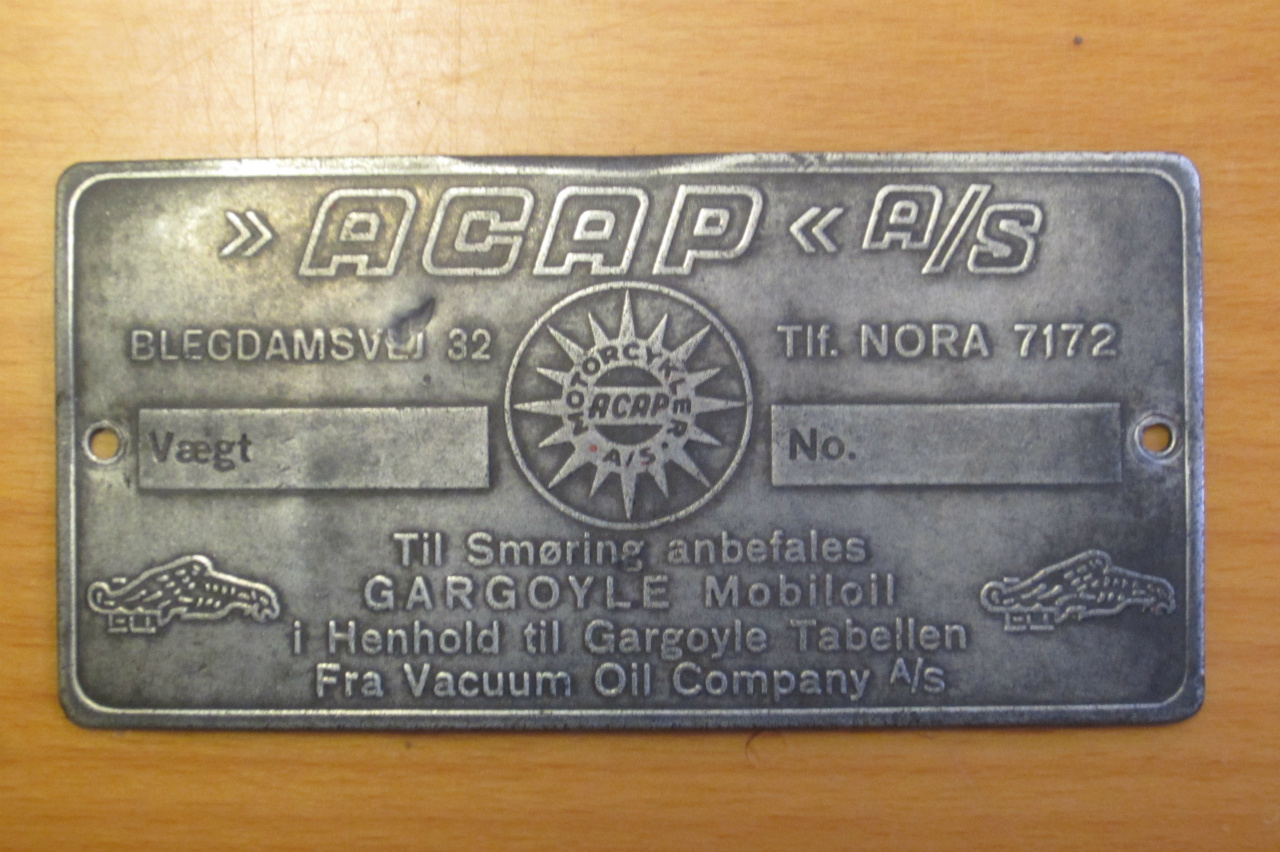 » ACAP « A/S
BLEGDAMSVEJ 32
Tlf. NORA 7172
MOTORCYKLER
ACAP
A/S
Vægt
No.
Til Smøring anbefales
GARGOYLE Mobiloil
i Henhold til Gargoyle Tabellen
Fra Vacuum Oil Company A/s